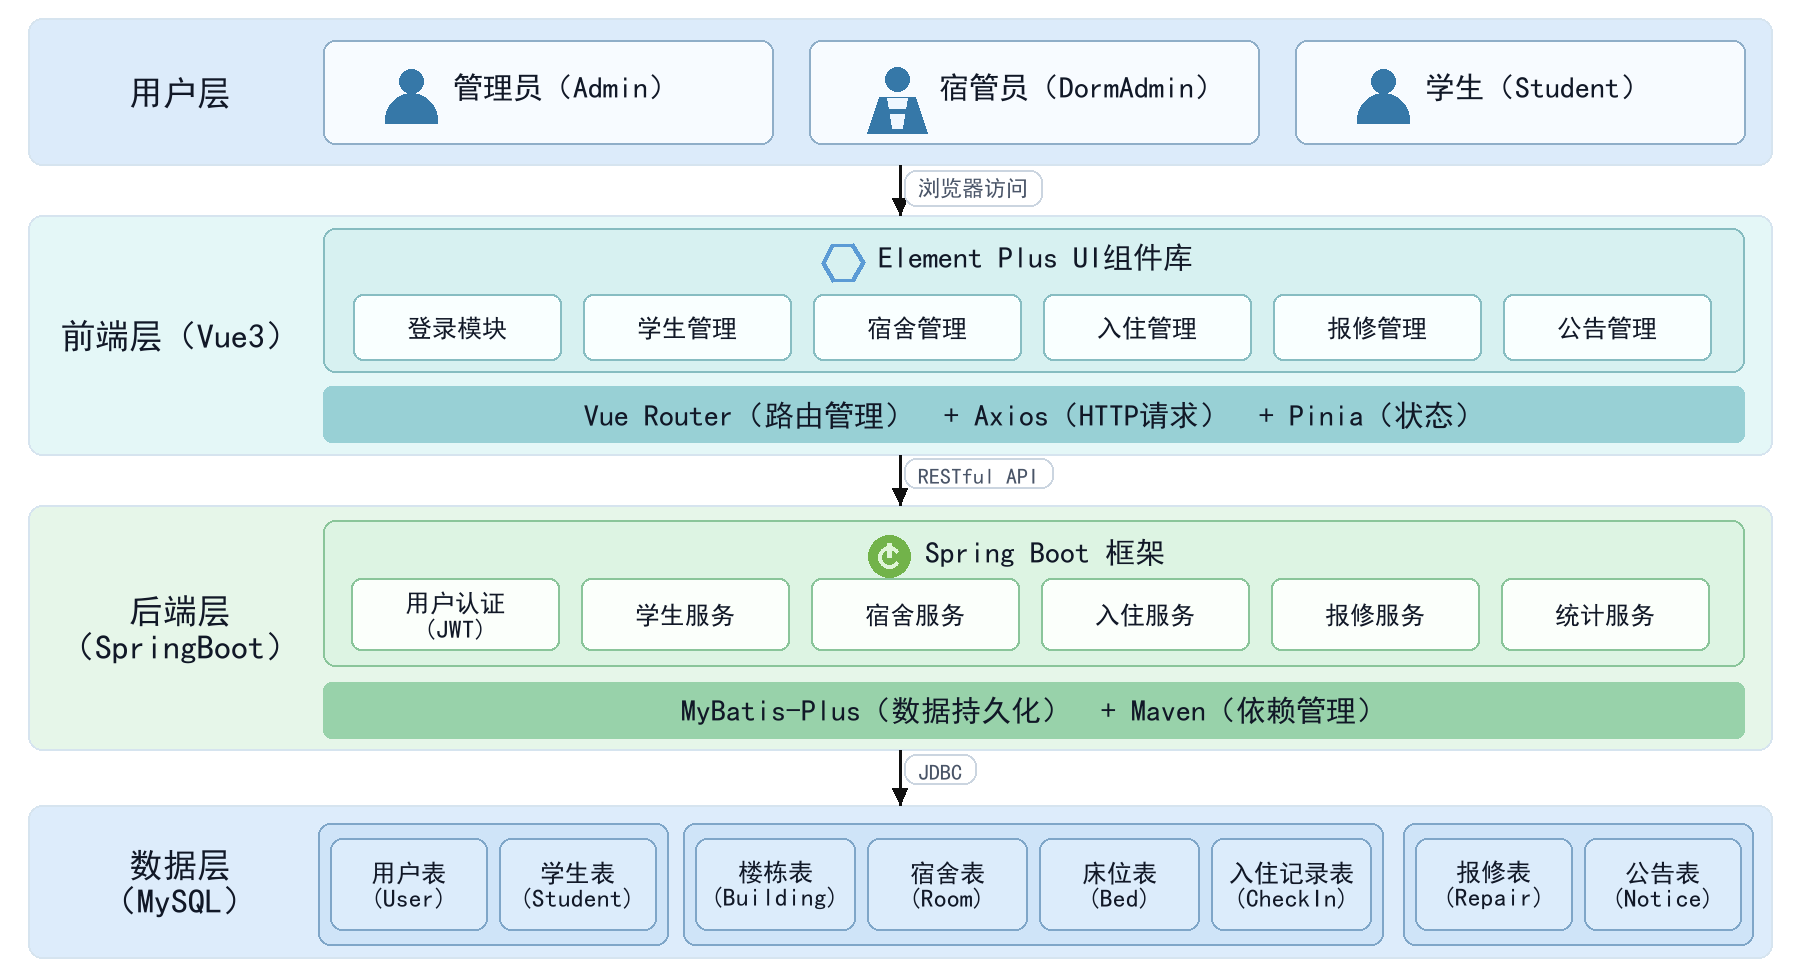 用户层
管理员（Admin）
宿管员（DormAdmin）
学生（Student）
浏览器访问
前端层（Vue3）
Element Plus UI组件库
登录模块
学生管理
宿舍管理
入住管理
报修管理
公告管理
Vue Router（路由管理） + Axios（HTTP请求） + Pinia（状态）
RESTful API
后端层
（SpringBoot）
Spring Boot 框架
用户认证
（JWT）
学生服务
宿舍服务
入住服务
报修服务
统计服务
MyBatis-Plus（数据持久化） + Maven（依赖管理）
JDBC
数据层
（MySQL）
用户表
（User）
学生表
（Student）
楼栋表
（Building）
宿舍表
（Room）
床位表
（Bed）
入住记录表
（CheckIn）
报修表
（Repair）
公告表
（Notice）